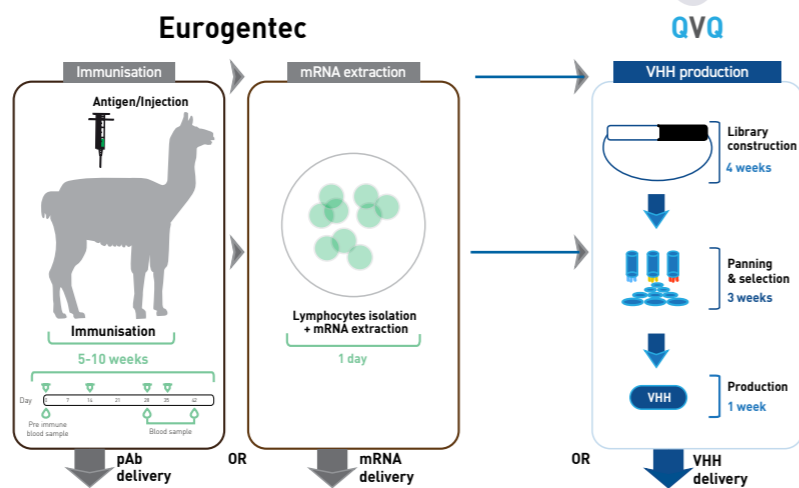 Eurogentec
QVQ
Immunisation
mRNA extraction
VHH production
Antigen/Injection
Immunisation
5-10 weeks
Day 0 7 14 21 28 35 42
Pre immune
blood sample
Blood sample
Lymphocytes isolation
+ mRNA extraction
1 day
Library
construction
4 weeks
Panning
& selection
3 weeks
VHH
Production
1 week
pAb
delivery
OR
mRNA
delivery
OR
VHH
delivery